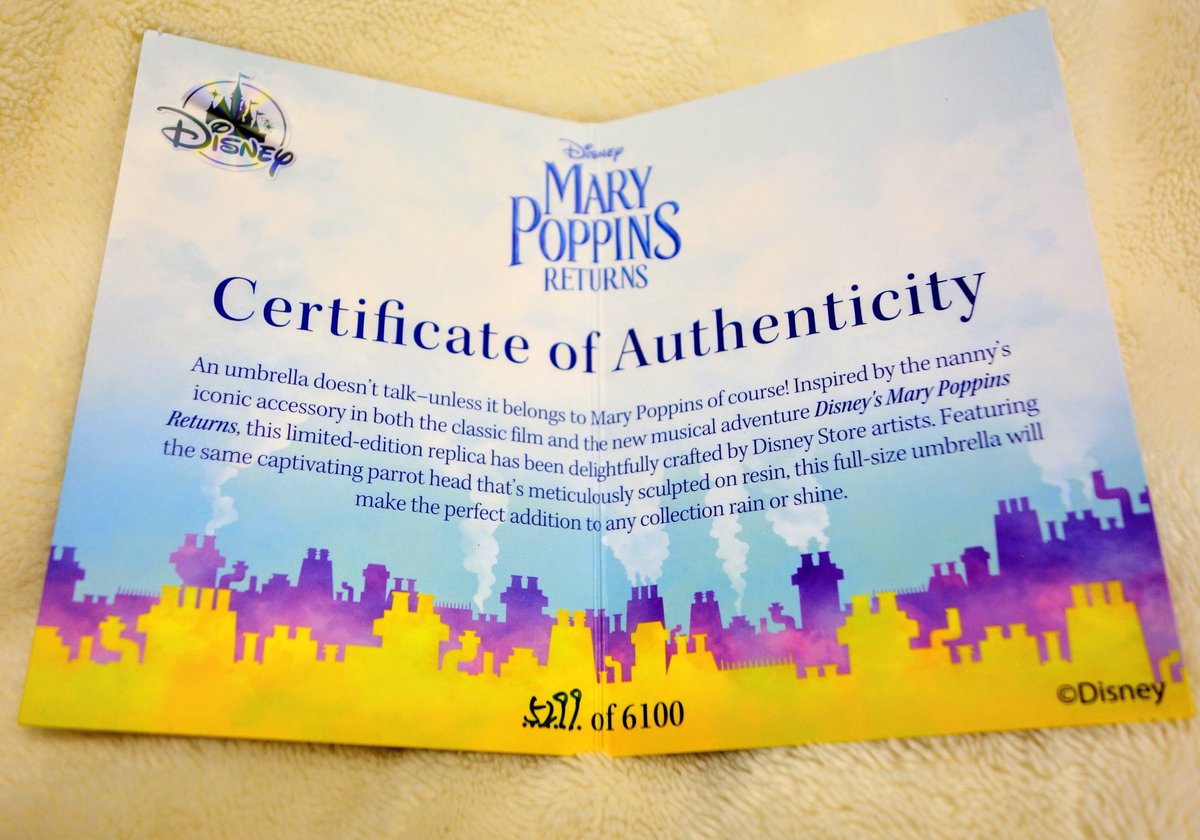 Disney
Disney
Mary
Poppins
Returns
Certificate of Authenticity
An umbrella doesn't talk–unless it belongs to Mary Poppins of course! Inspired by the nanny's
iconic accessory in both the classic film and the new musical adventure Disney's Mary Poppins
Returns, this limited-edition replica has been delightfully crafted by Disney Store artists. Featuring
the same captivating parrot head that's meticulously sculpted on resin, this full-size umbrella will
make the perfect addition to any collection rain or shine.
5299 of 6100
©Disney